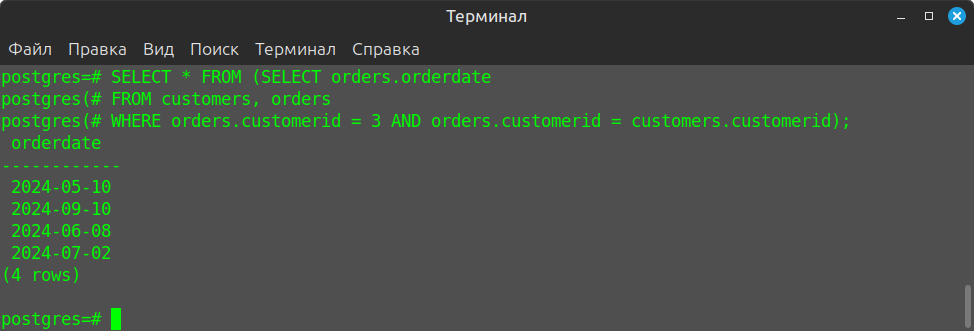 Терминал
Файл Правка Вид Поиск Терминал Справка
postgres=# SELECT * FROM (SELECT orders.orderdate
postgres(# FROM customers, orders
postgres(# WHERE orders.customerid = 3 AND orders.customerid = customers.customerid);
orderdate
------------
2024-05-10
2024-09-10
2024-06-08
2024-07-02
(4 rows)
postgres=#